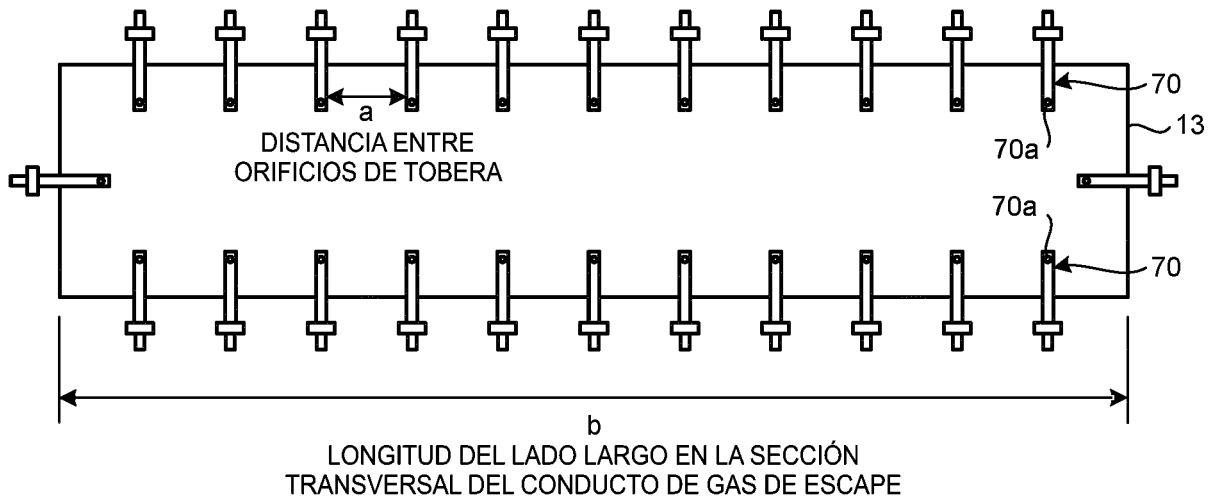 70
a
13
DISTANCIA ENTRE
ORIFICIOS DE TOBERA
70a
70a
70
b
LONGITUD DEL LADO LARGO EN LA SECCIÓN
TRANSVERSAL DEL CONDUCTO DE GAS DE ESCAPE